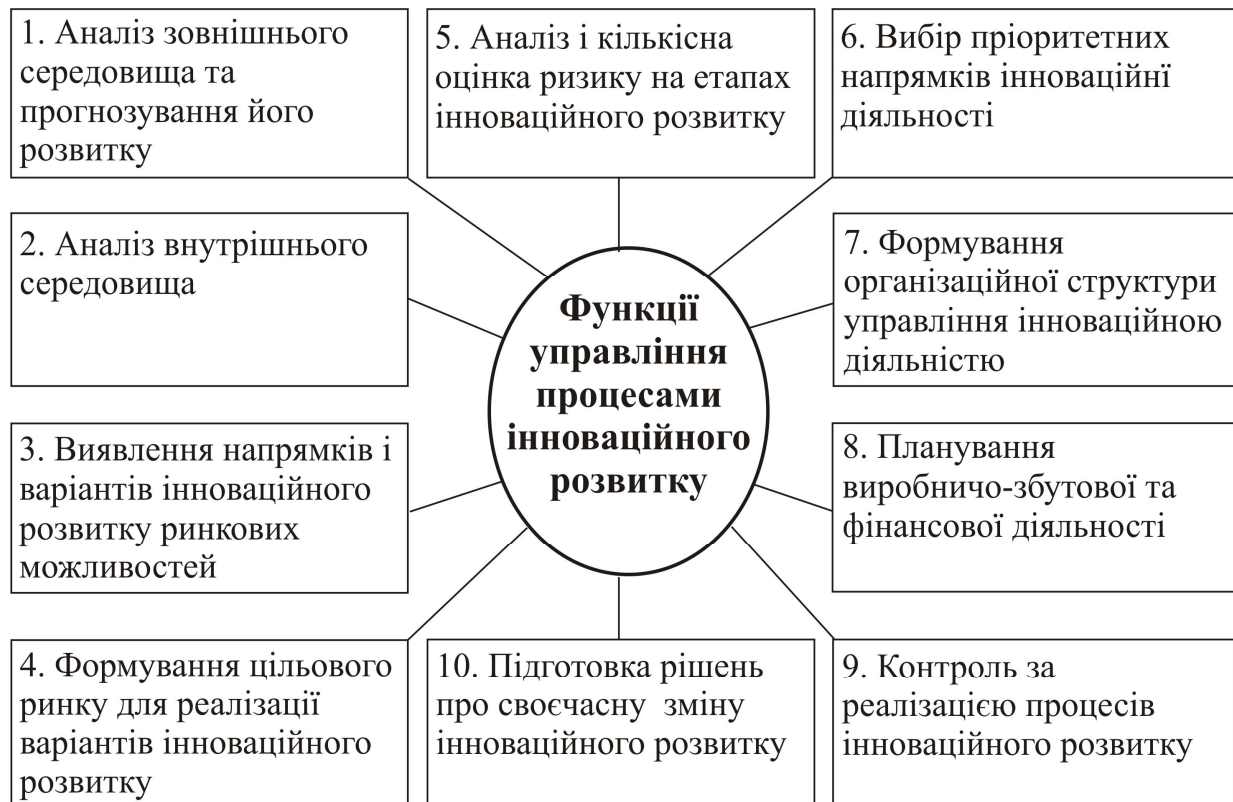 1. Аналіз зовнішнього
середовища та
прогнозування його
розвитку
2. Аналіз внутрішнього
середовища
3. Виявлення напрямків і
варіантів інноваційного
розвитку ринкових
можливостей
4. Формування цільового
ринку для реалізації
варіантів інноваційного
розвитку
5. Аналіз і кількісна
оцінка ризику на етапах
інноваційного розвитку
6. Вибір пріоритетних
напрямків інноваційнї
діяльності
7. Формування
організаційної структури
управління інноваційною
діяльністю
8. Планування
виробничо-збутової та
фінансової діяльності
9. Контроль за
реалізацією процесів
інноваційного розвитку
10. Підготовка рішень
про своєчасну зміну
інноваційного розвитку
Функції
управління
процесами
інноваційного
розвитку